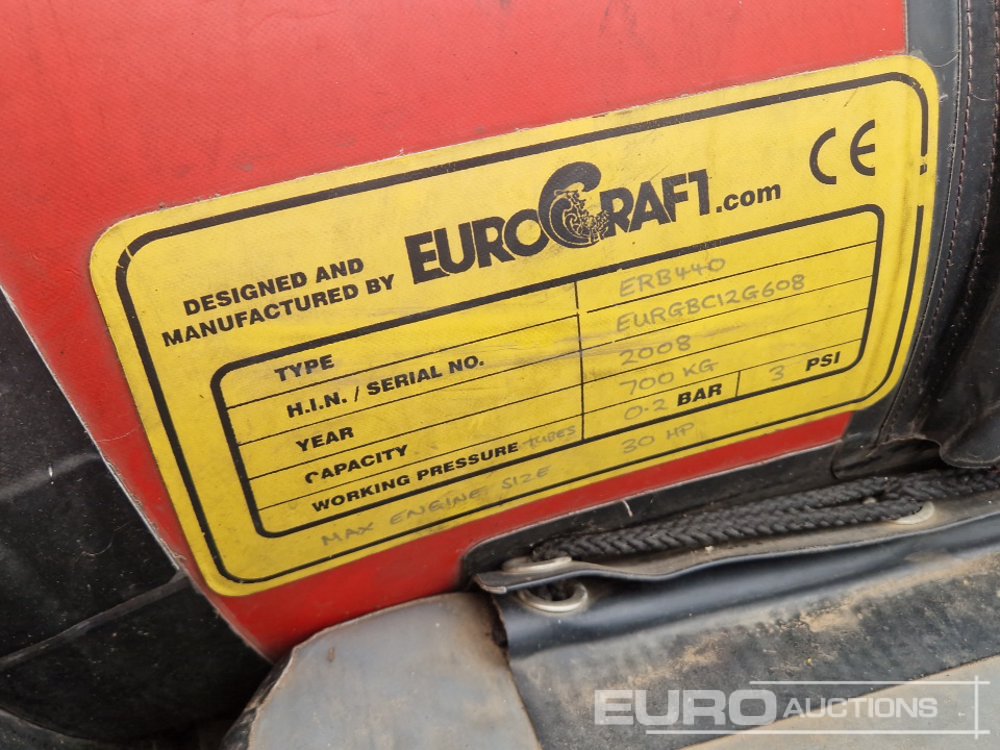 DESIGNED AND
MANUFACTURED BY EUROCRAFT.com CE
TYPE ERB440
H.I.N. / SERIAL NO. EURGBC12G608
YEAR 2008
CAPACITY 700 KG
WORKING PRESSURE TUBES 0.2 BAR 3 PSI
MAX ENGINE SIZE 30 HP
EURO AUCTIONS